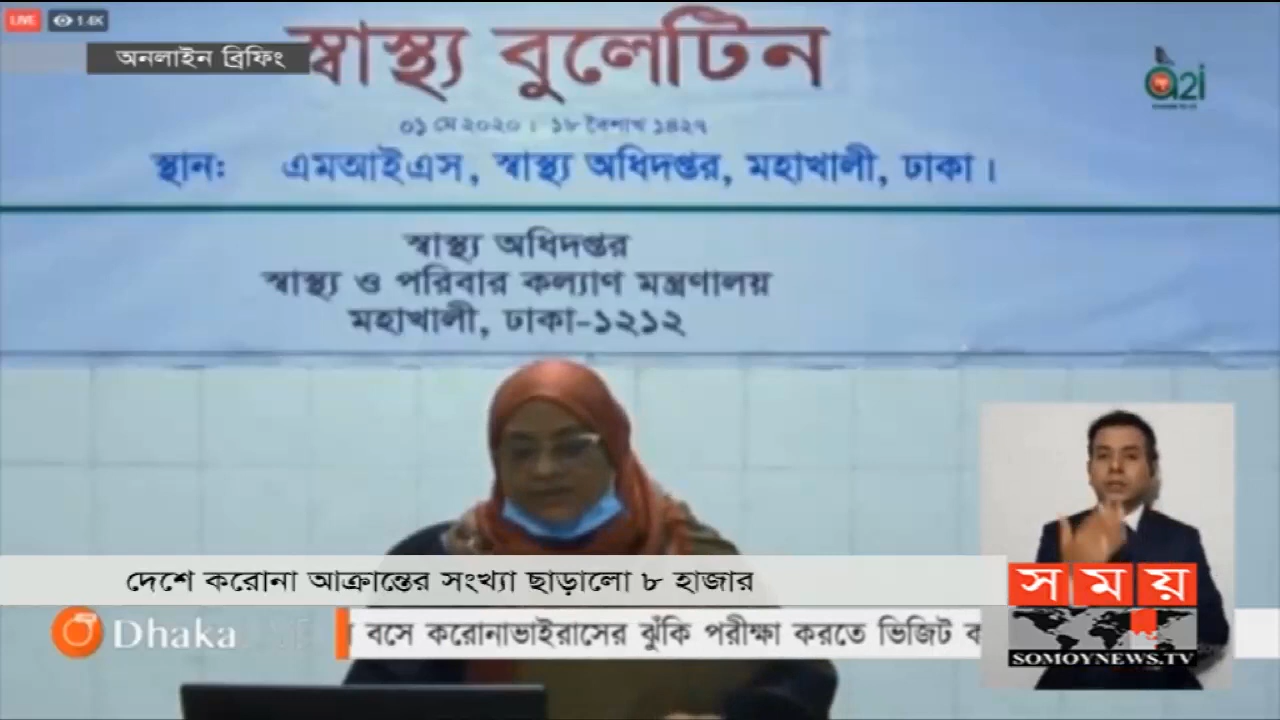 LIVE 1.4K
অনলাইন ব্রিফিং
স্বাস্থ্য বুলেটিন
০১ মে ২০২০ । ১৮ বৈশাখ ১৪২৭
স্থান: এমআইএস, স্বাস্থ্য অধিদপ্তর, মহাখালী, ঢাকা ।
a2i
স্বাস্থ্য অধিদপ্তর
স্বাস্থ্য ও পরিবার কল্যাণ মন্ত্রণালয়
মহাখালী, ঢাকা-১২১২
দেশে করোনা আক্রান্তের সংখ্যা ছাড়ালো ৮ হাজার
সময়
Dhaka
বসে করোনাভাইরাসের ঝুঁকি পরীক্ষা করতে ভিজিট
SOMOYNEWS.TV